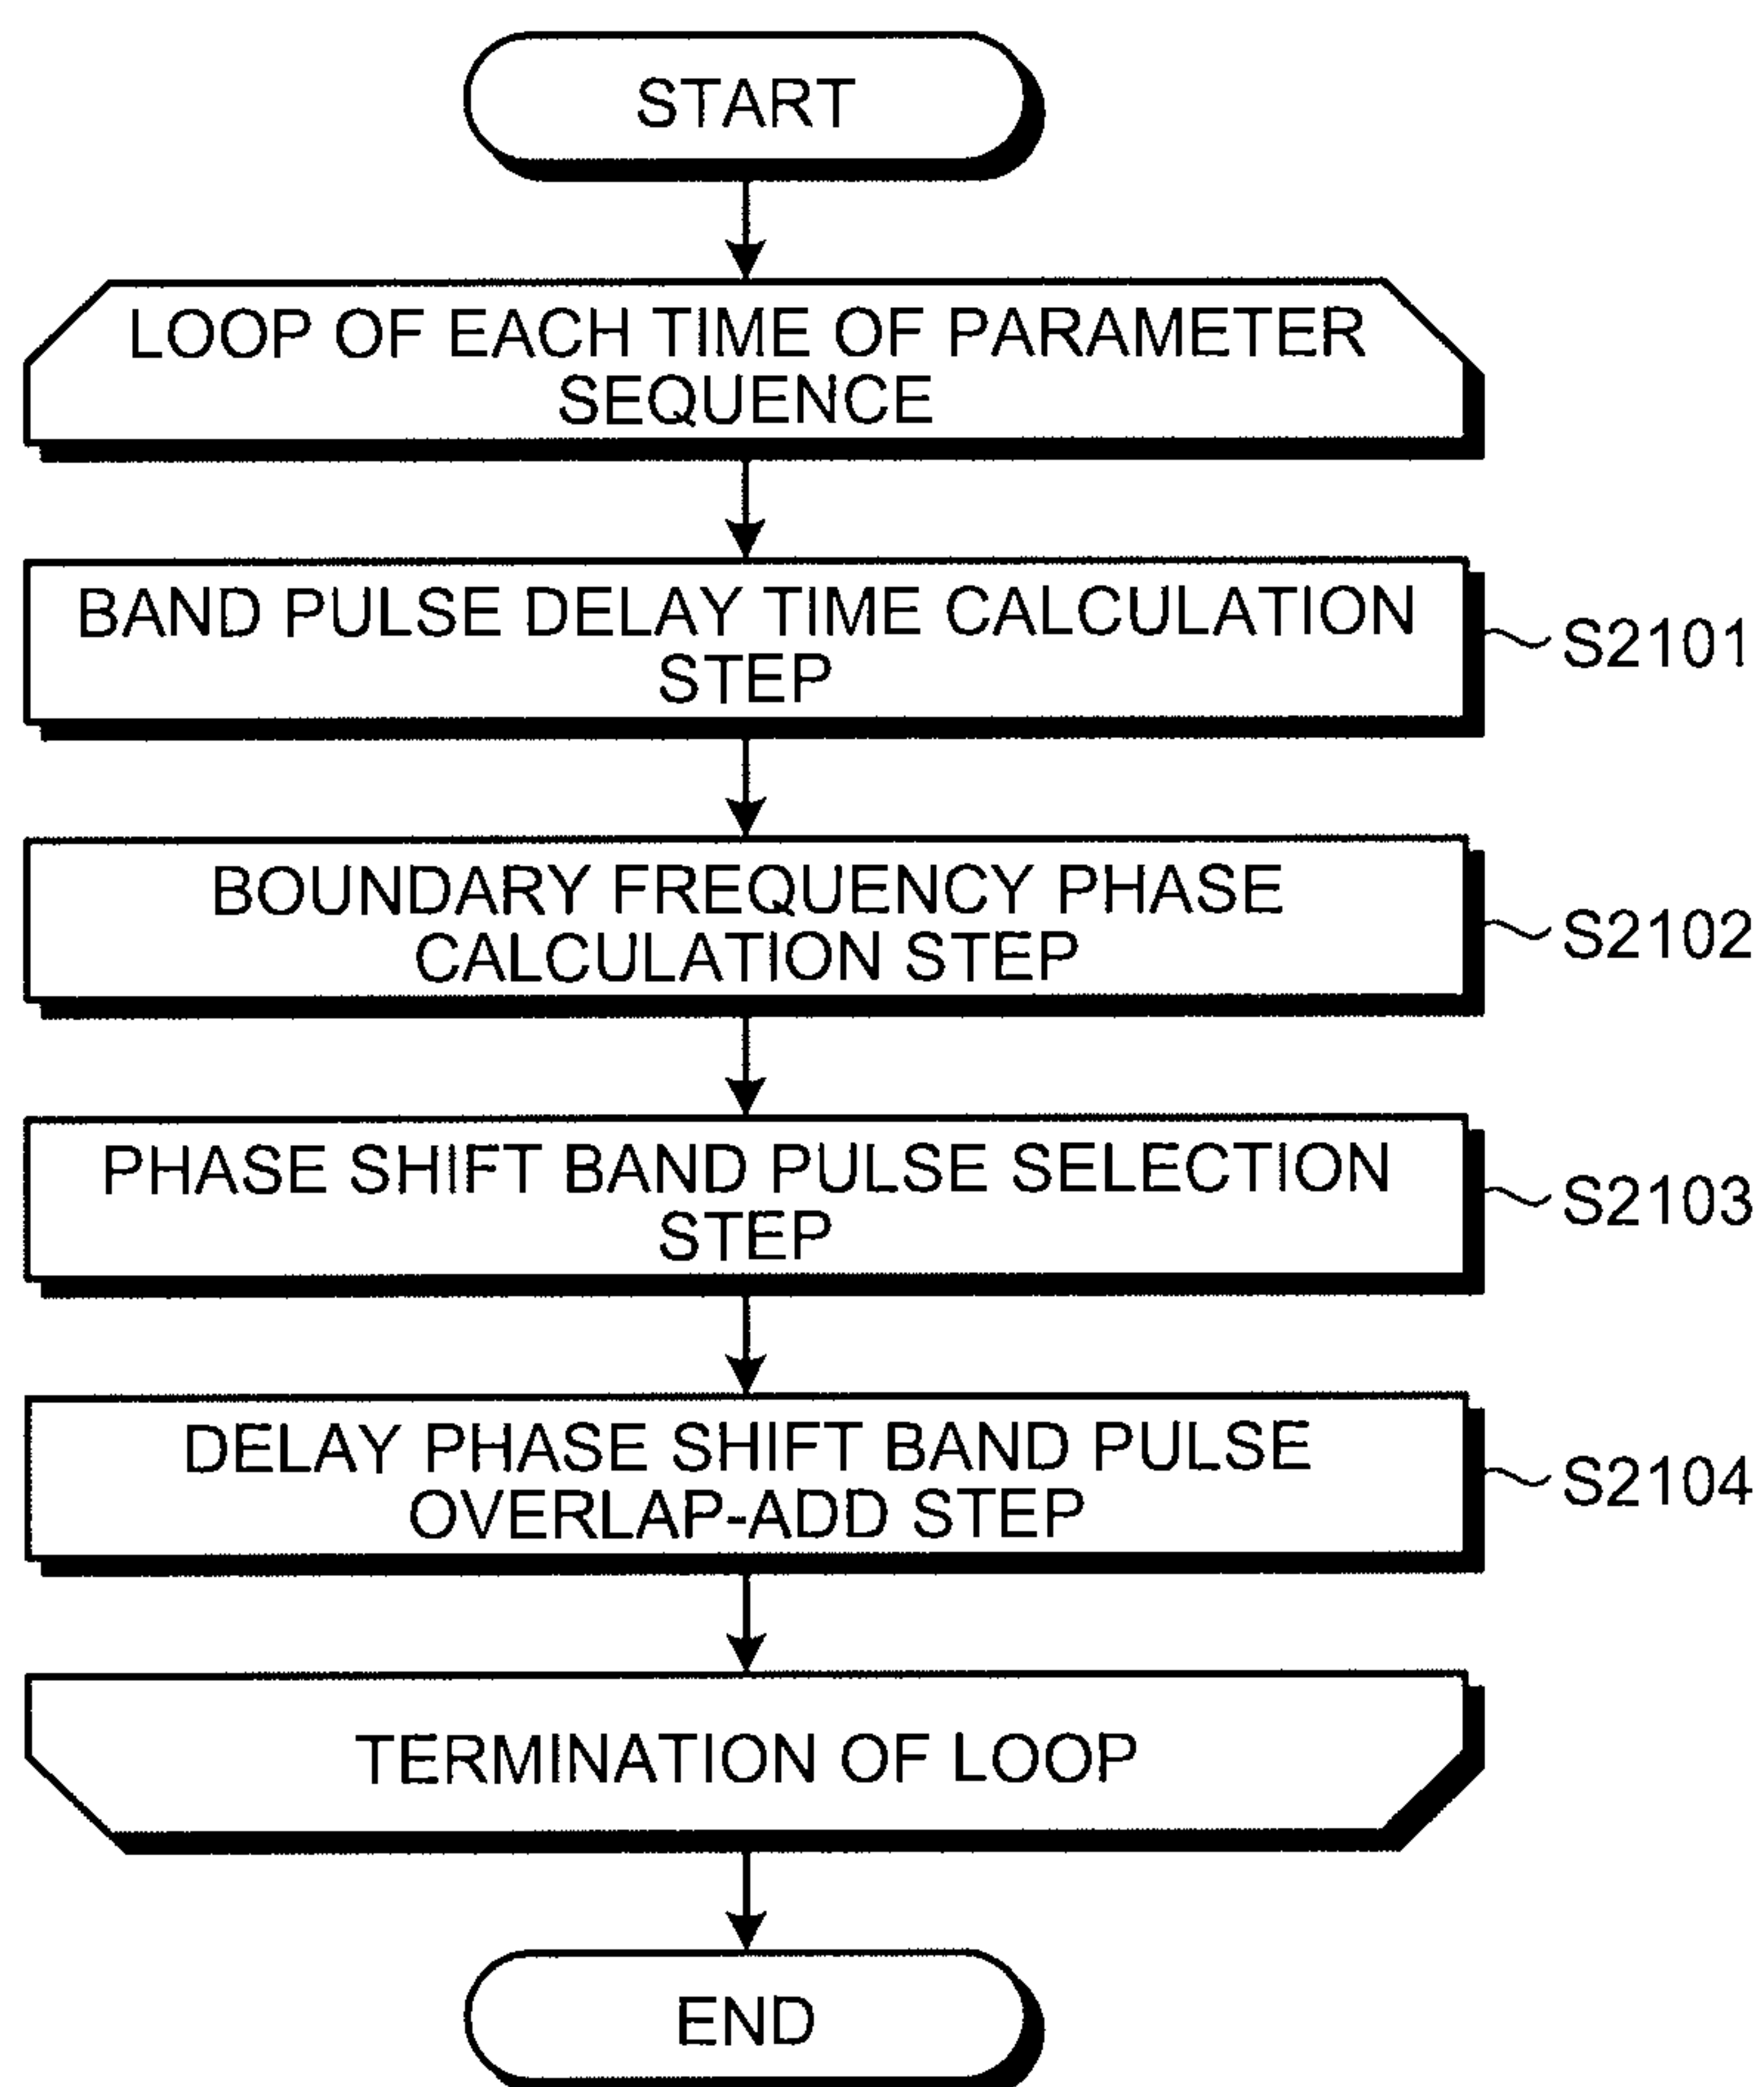 START
LOOP OF EACH TIME OF PARAMETER
SEQUENCE
BAND PULSE DELAY TIME CALCULATION
STEP
S2101
BOUNDARY FREQUENCY PHASE
CALCULATION STEP
S2102
PHASE SHIFT BAND PULSE SELECTION
STEP
S2103
DELAY PHASE SHIFT BAND PULSE
OVERLAP-ADD STEP
S2104
TERMINATION OF LOOP
END